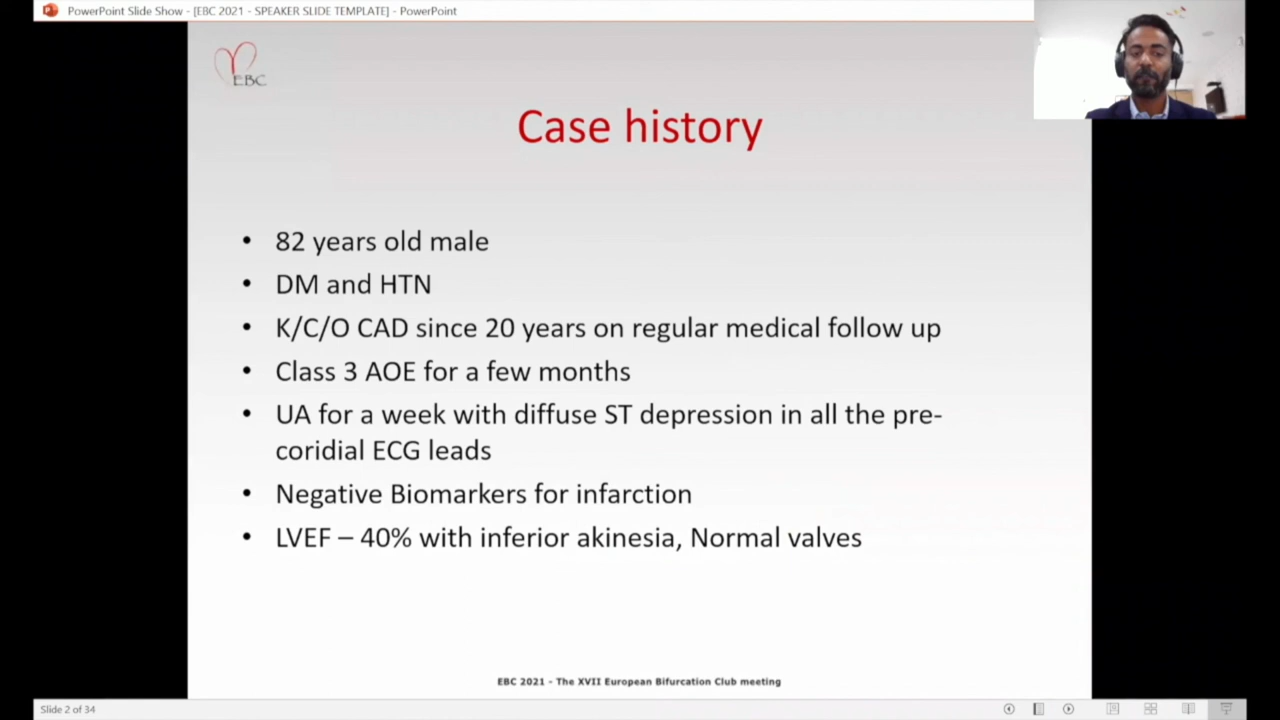 PowerPoint Slide Show - [EBC 2021 - SPEAKER SLIDE TEMPLATE] - PowerPoint
EBC
Case history
• 82 years old male
• DM and HTN
• K/C/O CAD since 20 years on regular medical follow up
• Class 3 AOE for a few months
• UA for a week with diffuse ST depression in all the pre-
coridial ECG leads
• Negative Biomarkers for infarction
• LVEF – 40% with inferior akinesia, Normal valves
EBC 2021 - The XVII European Bifurcation Club meeting
Slide 2 of 34